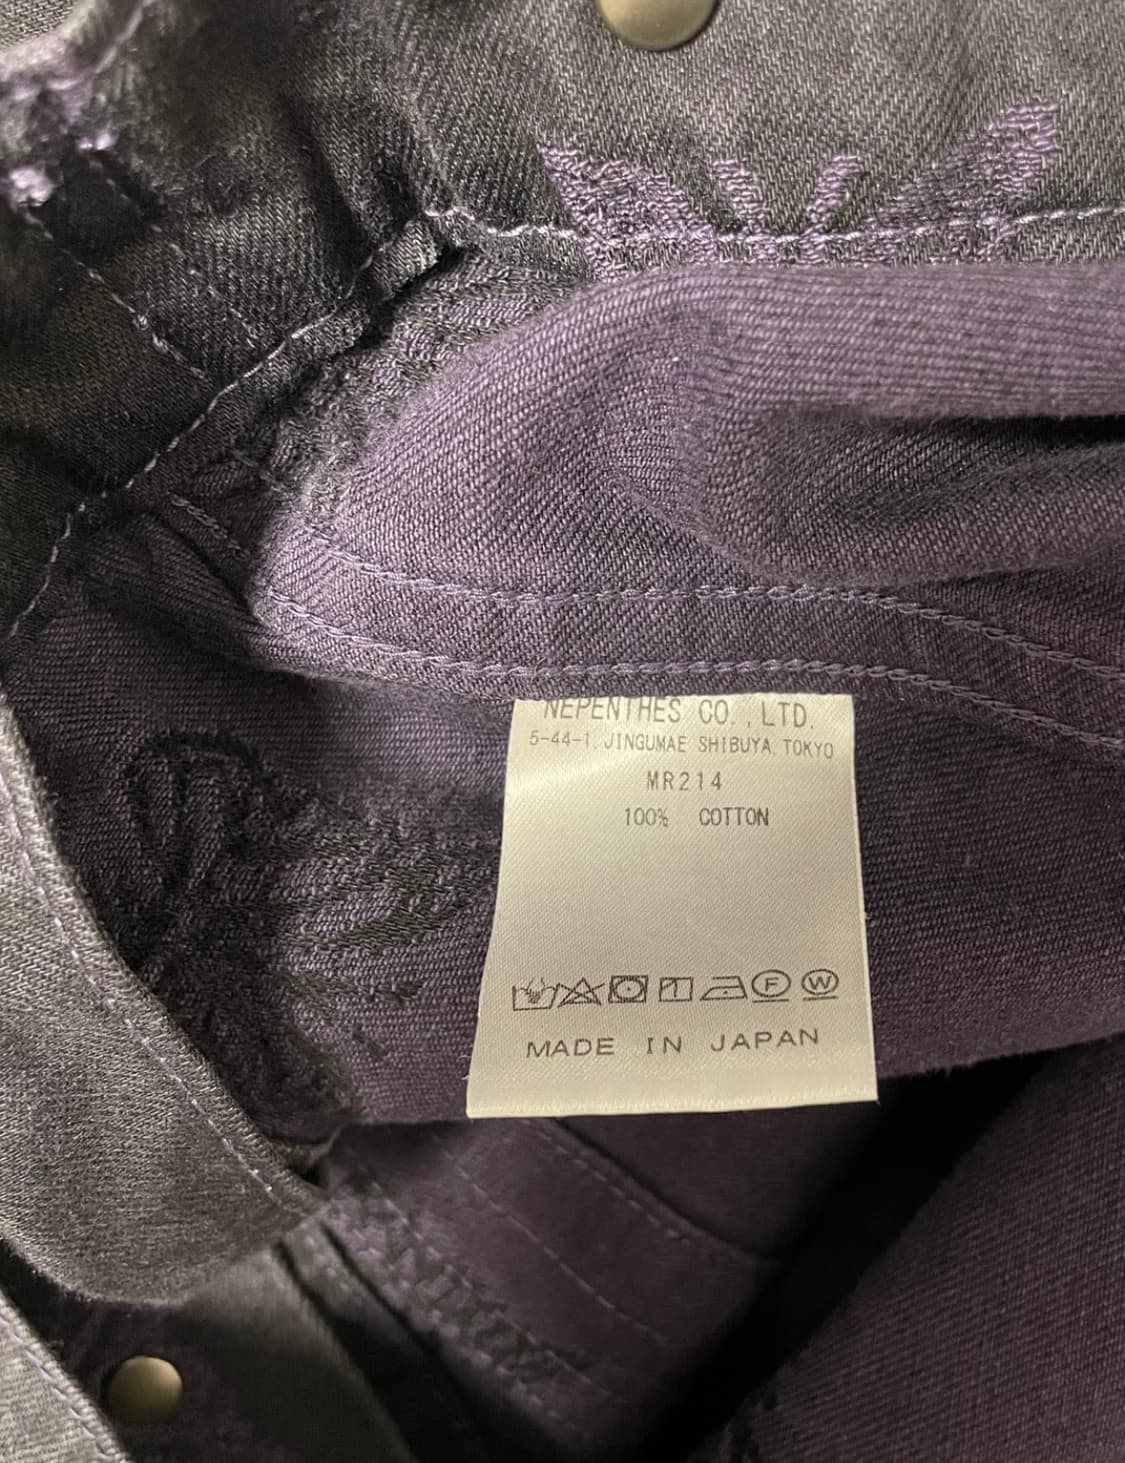 NEPENTHES CO.,LTD.
5-44-1, JINGUMAE SHIBUYA, TOKYO
MR214
100% COTTON
F W
MADE IN JAPAN